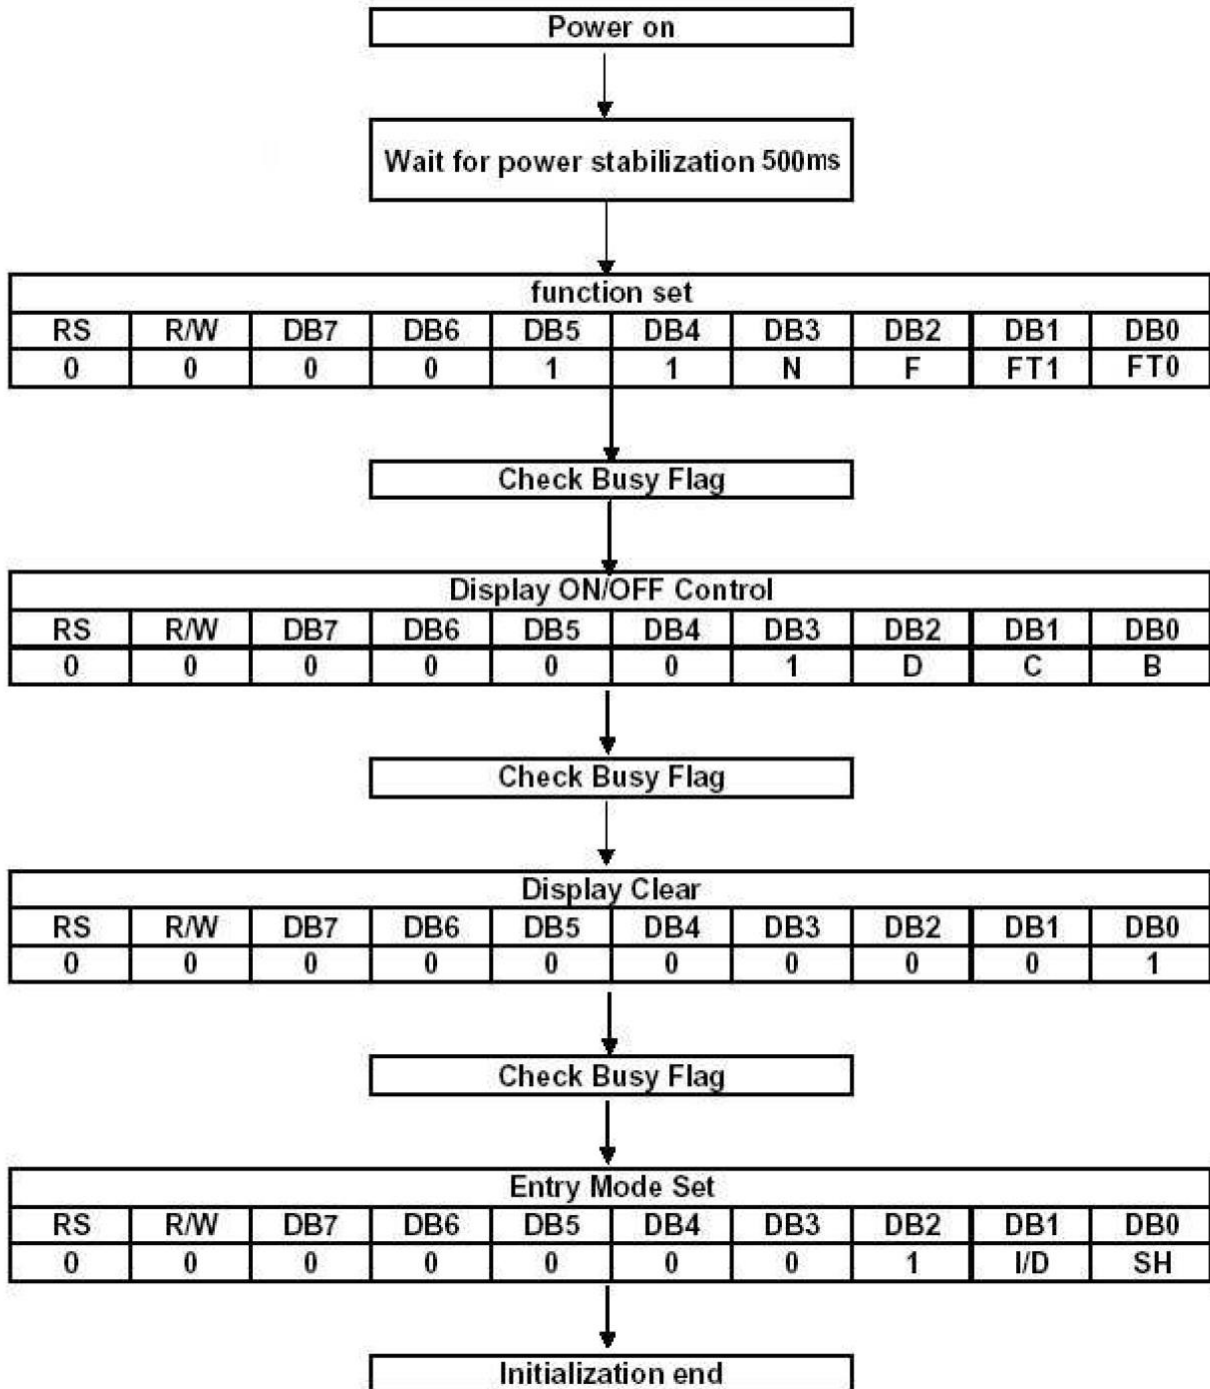 Power on
Wait for power stabilization 500ms
function set
RS R/W DB7 DB6 DB5 DB4 DB3 DB2 DB1 DB0
0 0 0 0 1 1 N F FT1 FT0
Check Busy Flag
Display ON/OFF Control
RS R/W DB7 DB6 DB5 DB4 DB3 DB2 DB1 DB0
0 0 0 0 0 0 1 D C B
Check Busy Flag
Display Clear
RS R/W DB7 DB6 DB5 DB4 DB3 DB2 DB1 DB0
0 0 0 0 0 0 0 0 0 1
Check Busy Flag
Entry Mode Set
RS R/W DB7 DB6 DB5 DB4 DB3 DB2 DB1 DB0
0 0 0 0 0 0 0 1 I/D SH
Initialization end